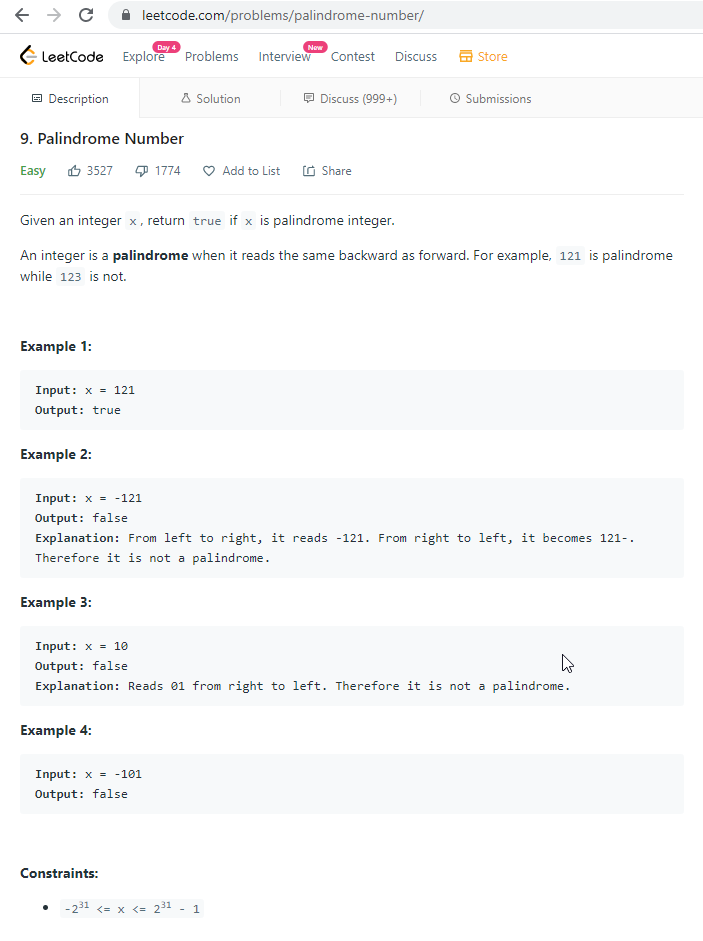 leetcode.com/problems/palindrome-number/
LeetCode Explore Day 4 Problems Interview New Contest Discuss Store
Description Solution Discuss (999+) Submissions
9. Palindrome Number
Easy 3527 1774 Add to List Share
Given an integer x, return true if x is palindrome integer.
An integer is a palindrome when it reads the same backward as forward. For example, 121 is palindrome
while 123 is not.
Example 1:
Input: x = 121
Output: true
Example 2:
Input: x = -121
Output: false
Explanation: From left to right, it reads -121. From right to left, it becomes 121-.
Therefore it is not a palindrome.
Example 3:
Input: x = 10
Output: false
Explanation: Reads 01 from right to left. Therefore it is not a palindrome.
Example 4:
Input: x = -101
Output: false
Constraints:
• -2³¹ <= x <= 2³¹ - 1